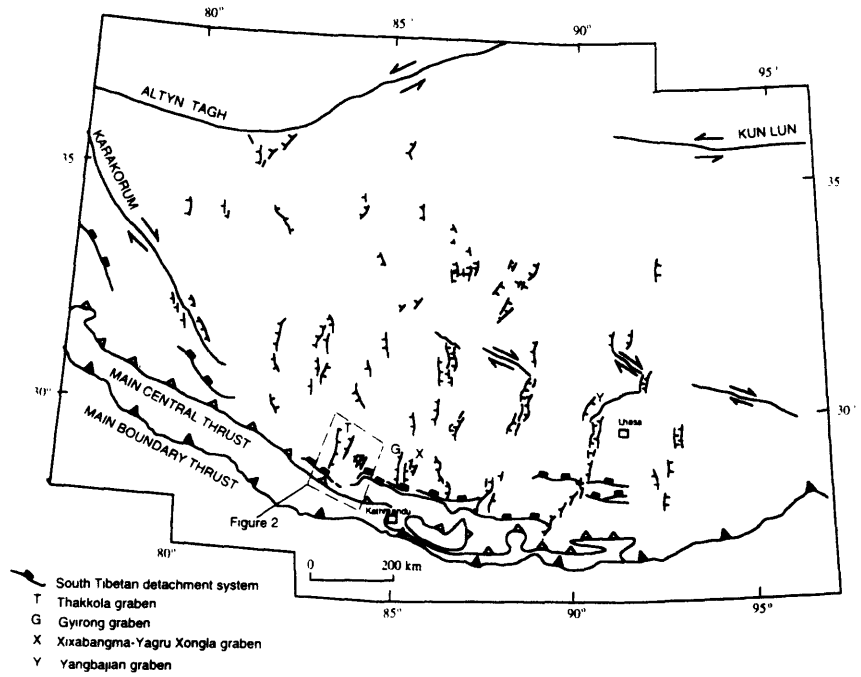 80°
85'
90°
95'
ALTYN TAGH
KUN LUN
KARAKORUM
35
35
30°
30
MAIN CENTRAL THRUST
MAIN BOUNDARY THRUST
Y
Lhasa
T
G
X
Figure 2
Kathmandu
80°
0 200 km
85°
90°
95°
South Tibetan detachment system
T Thakkola graben
G Gyirong graben
X Xixabangma-Yagru Xongla graben
Y Yangbajian graben